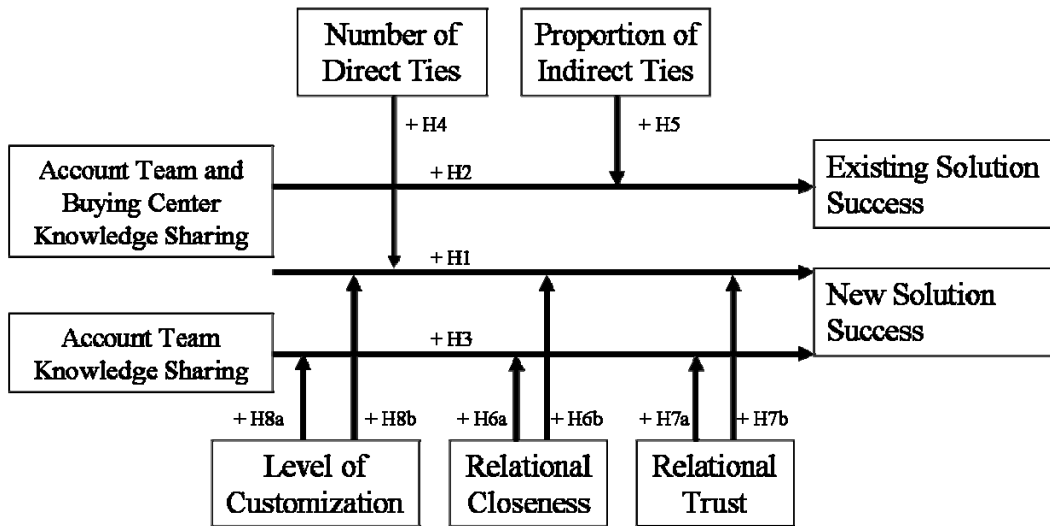 Number of
Direct Ties
Proportion of
Indirect Ties
+ H4
+ H5
Account Team and
Buying Center
Knowledge Sharing
+ H2
Existing Solution
Success
+ H1
New Solution
Success
Account Team
Knowledge Sharing
+ H3
+ H8a
+ H8b
+ H6a
+ H6b
+ H7a
+ H7b
Level of
Customization
Relational
Closeness
Relational
Trust